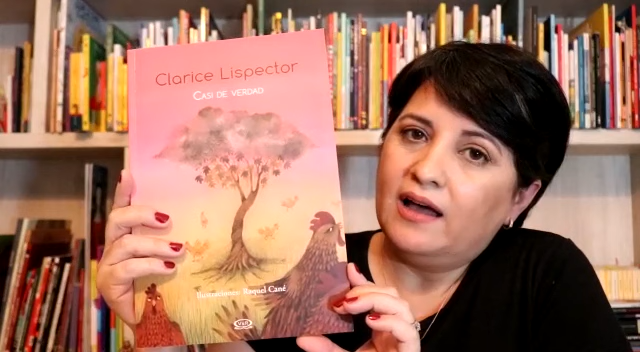 Clarice Lispector
CASI DE VERDAD
Ilustraciones: Raquel Cané
V&R